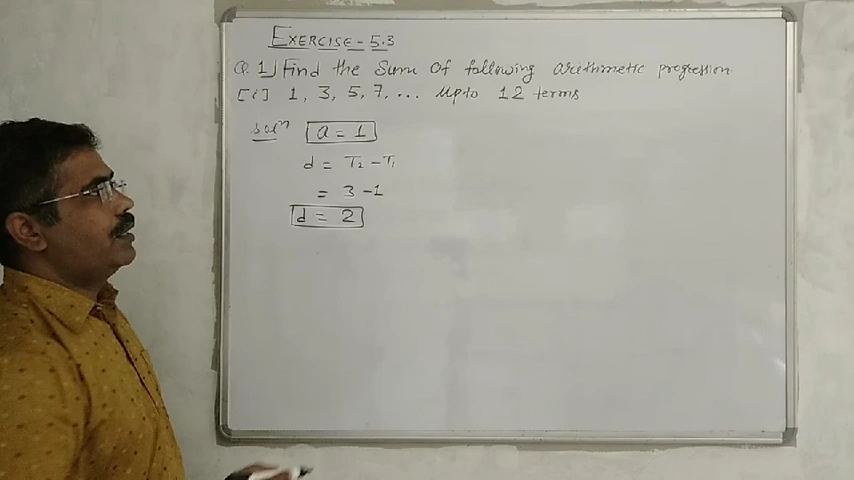 EXERCISE - 5.3
Q. 1) Find the Sum Of following arithmetic progression.
[i] 1, 3, 5, 7, ... upto 12 terms
Solⁿ a = 1
d = T₂ - T₁
= 3 - 1
d = 2